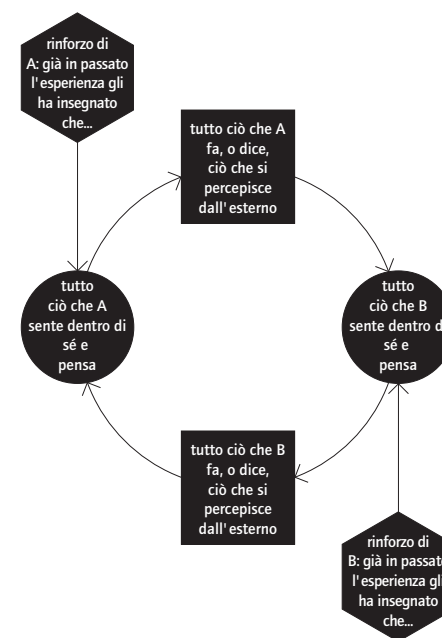 rinforzo di
A: già in passato
l'esperienza gli
ha insegnato
che...
tutto ciò che A
fa, o dice,
ciò che si
percepisce
dall'esterno
tutto
ciò che A
sente dentro di
sé e
pensa
tutto
ciò che B
sente dentro di
sé e
pensa
tutto ciò che B
fa, o dice,
ciò che si
percepisce
dall'esterno
rinforzo di
B: già in passato
l'esperienza gli
ha insegnato
che...